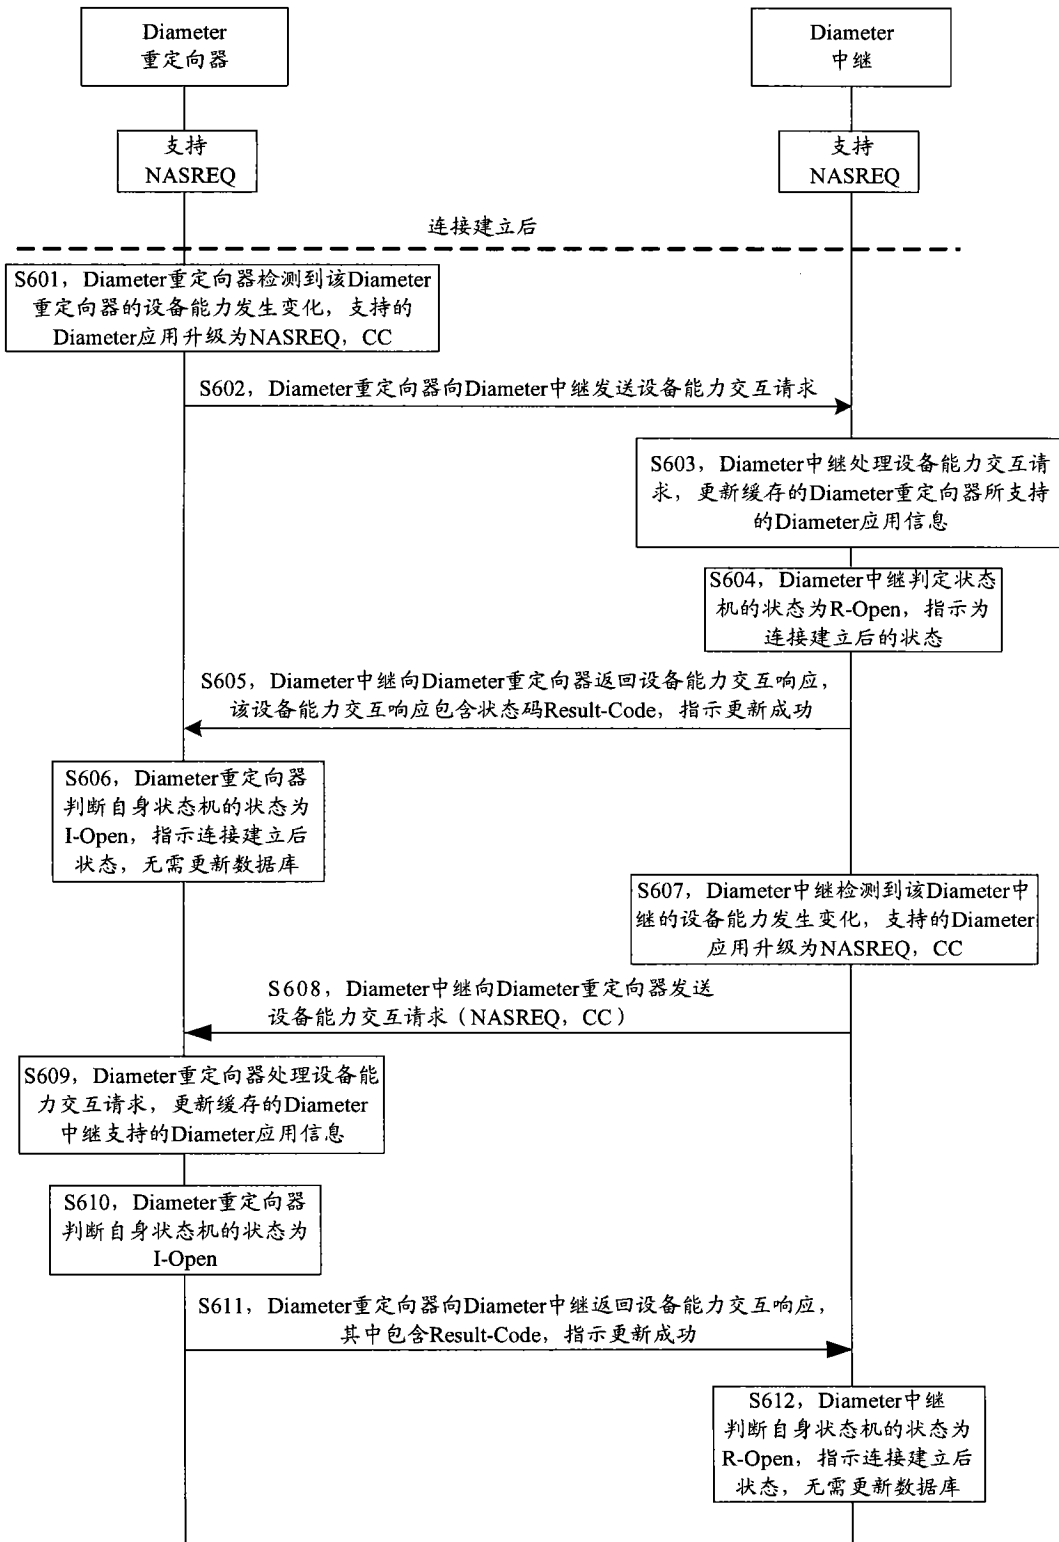 Diameter
重定向器
Diameter
中继
支持
NASREQ
支持
NASREQ
连接建立后
S601，Diameter重定向器检测到该Diameter
重定向器的设备能力发生变化，支持的
Diameter应用升级为NASREQ，CC
S602，Diameter重定向器向Diameter中继发送设备能力交互请求
S603，Diameter中继处理设备能力交互请
求，更新缓存的Diameter重定向器所支持
的Diameter应用信息
S604，Diameter中继判定状态
机的状态为R-Open，指示为
连接建立后的状态
S605，Diameter中继向Diameter重定向器返回设备能力交互响应，
该设备能力交互响应包含状态码Result-Code，指示更新成功
S606，Diameter重定向器
判断自身状态机的状态为
I-Open，指示连接建立后
状态，无需更新数据库
S607，Diameter中继检测到该Diameter中
继的设备能力发生变化，支持的Diameter
应用升级为NASREQ，CC
S608，Diameter中继向Diameter重定向器发送
设备能力交互请求（NASREQ，CC）
S609，Diameter重定向器处理设备能
力交互请求，更新缓存的Diameter
中继支持的Diameter应用信息
S610，Diameter重定向器
判断自身状态机的状态为
I-Open
S611，Diameter重定向器向Diameter中继返回设备能力交互响应，
其中包含Result-Code，指示更新成功
S612，Diameter中继
判断自身状态机的状态为
R-Open，指示连接建立后
状态，无需更新数据库